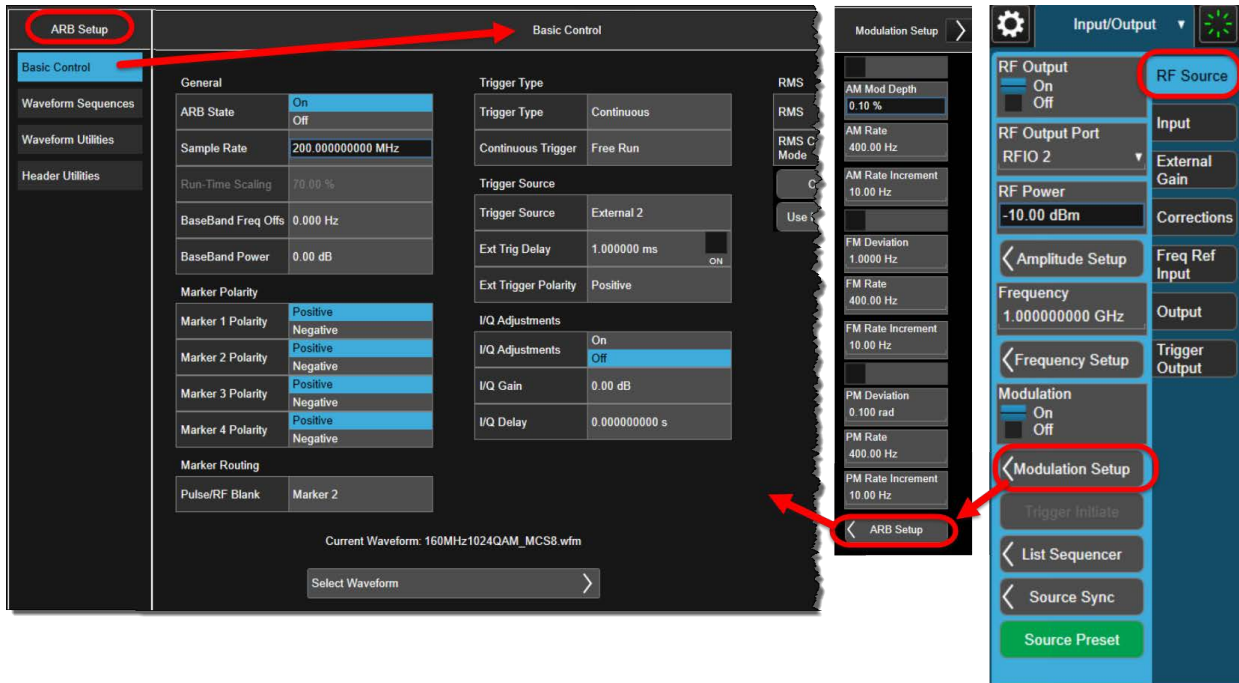 ARB Setup
Basic Control
Waveform Sequences
Waveform Utilities
Header Utilities
Basic Control
General
ARB State
On
Off
Sample Rate
200.000000000 MHz
Run-Time Scaling
70.00 %
BaseBand Freq Offs
0.000 Hz
BaseBand Power
0.00 dB
Marker Polarity
Marker 1 Polarity
Positive
Negative
Marker 2 Polarity
Positive
Negative
Marker 3 Polarity
Positive
Negative
Marker 4 Polarity
Positive
Negative
Marker Routing
Pulse/RF Blank
Marker 2
Trigger Type
Trigger Type
Continuous
Continuous Trigger
Free Run
Trigger Source
Trigger Source
External 2
Ext Trig Delay
1.000000 ms
ON
Ext Trigger Polarity
Positive
I/Q Adjustments
I/Q Adjustments
On
Off
I/Q Gain
0.00 dB
I/Q Delay
0.000000000 s
RMS
RMS
RMS C
Mode
Use
Current Waveform: 160MHz1024QAM_MCS8.wfm
Select Waveform
Modulation Setup
AM Mod Depth
0.10 %
AM Rate
400.00 Hz
AM Rate Increment
10.00 Hz
FM Deviation
1.0000 Hz
FM Rate
400.00 Hz
FM Rate Increment
10.00 Hz
PM Deviation
0.100 rad
PM Rate
400.00 Hz
PM Rate Increment
10.00 Hz
ARB Setup
Input/Output
RF Output
On
Off
RF Output Port
RFIO 2
RF Power
-10.00 dBm
Amplitude Setup
Frequency
1.000000000 GHz
Frequency Setup
Modulation
On
Off
Modulation Setup
Trigger Initiate
List Sequencer
Source Sync
Source Preset
RF Source
Input
External
Gain
Corrections
Freq Ref
Input
Output
Trigger
Output